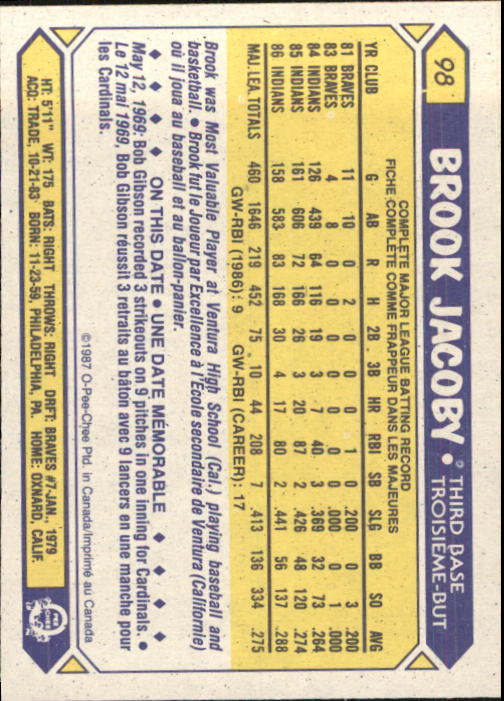 98
BROOK JACOBY • THIRD BASE
TROISIÈME-BUT
COMPLETE MAJOR LEAGUE BATTING RECORD
FICHE COMPLÈTE COMME FRAPPEUR DANS LES MAJEURES
YR CLUB G AB R H 2B 3B HR RBI SB SLG BB SO AVG
81 BRAVES 11 10 0 2 0 0 0 1 0 .200 0 3 .200
83 BRAVES 4 8 0 0 0 0 0 0 0 .000 0 1 .000
84 INDIANS 126 439 64 116 19 3 7 40 3 .369 32 73 .264
85 INDIANS 161 606 72 166 26 3 20 87 2 .426 48 120 .274
86 INDIANS 158 583 83 168 30 4 17 80 2 .441 56 137 .288
MAJ. LEA. TOTALS 460 1646 219 452 75 10 44 208 7 .413 136 334 .275
GW-RBI (1986): 9 GW-RBI (CAREER): 17
Brook was Most Valuable Player at Ventura High School (Cal.) playing baseball and
basketball. • Brook fut le Joueur par Excellence à l'École secondaire de Ventura (Californie)
où il joua au baseball et au ballon-panier.
♦ ♦ ♦ ♦ ON THIS DATE • UNE DATE MÉMORABLE ♦ ♦ ♦ ♦
May 12, 1969: Bob Gibson recorded 3 strikeouts on 9 pitches in one inning for Cardinals. •
Le 12 mai 1969, Bob Gibson réussit 3 retraits au bâton avec 9 lancers en une manche pour
les Cardinals.
©1987 O-Pee-Chee Ptd. in Canada/Imprimé au Canada
HT: 5'11" WT: 175 BATS: RIGHT THROWS: RIGHT DRFT: BRAVES #7-JAN., 1979
ACQ: TRADE, 10-21-83 BORN: 11-23-59, PHILADELPHIA, PA. HOME: OXNARD, CALIF.